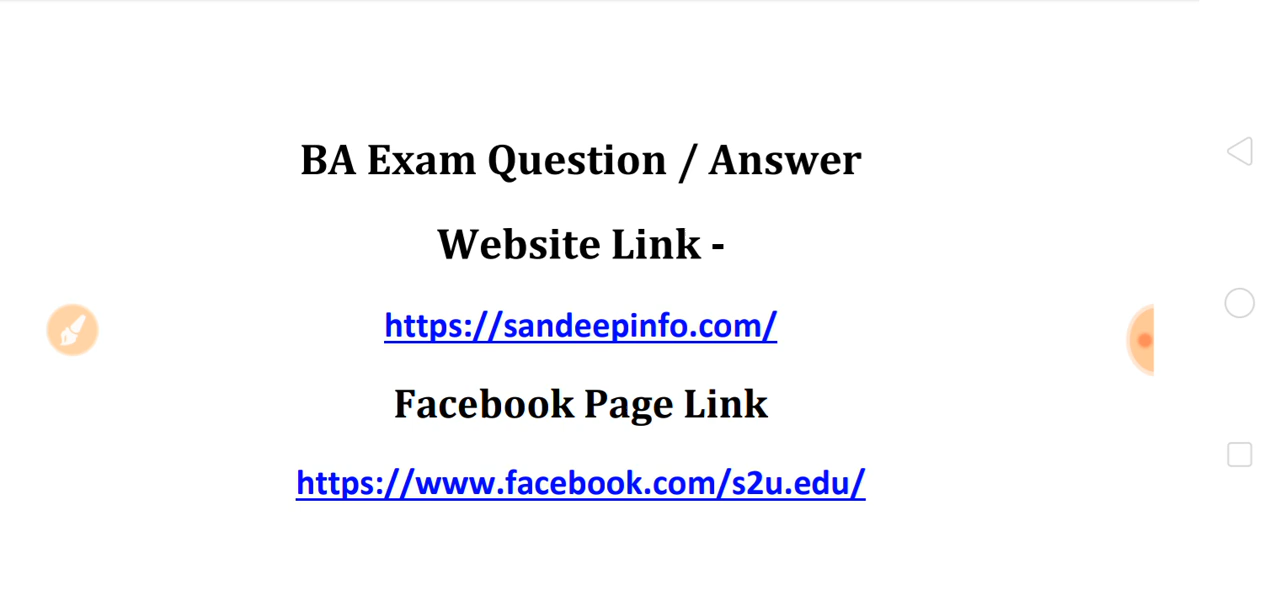 BA Exam Question / Answer
Website Link -
https://sandeepinfo.com/
Facebook Page Link
https://www.facebook.com/s2u.edu/